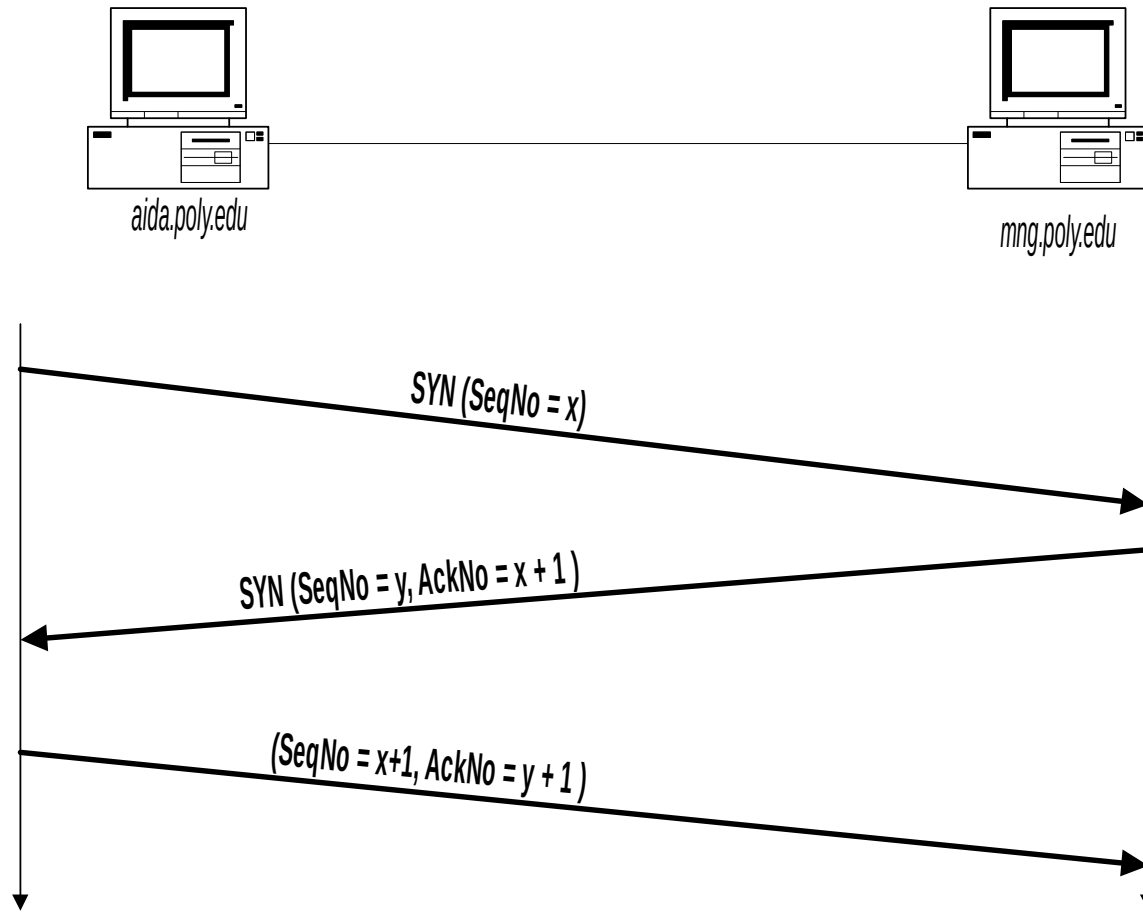 aida.poly.edu
mng.poly.edu
SYN (SeqNo = x)
SYN (SeqNo = y, AckNo = x + 1 )
(SeqNo = x+1, AckNo = y + 1 )